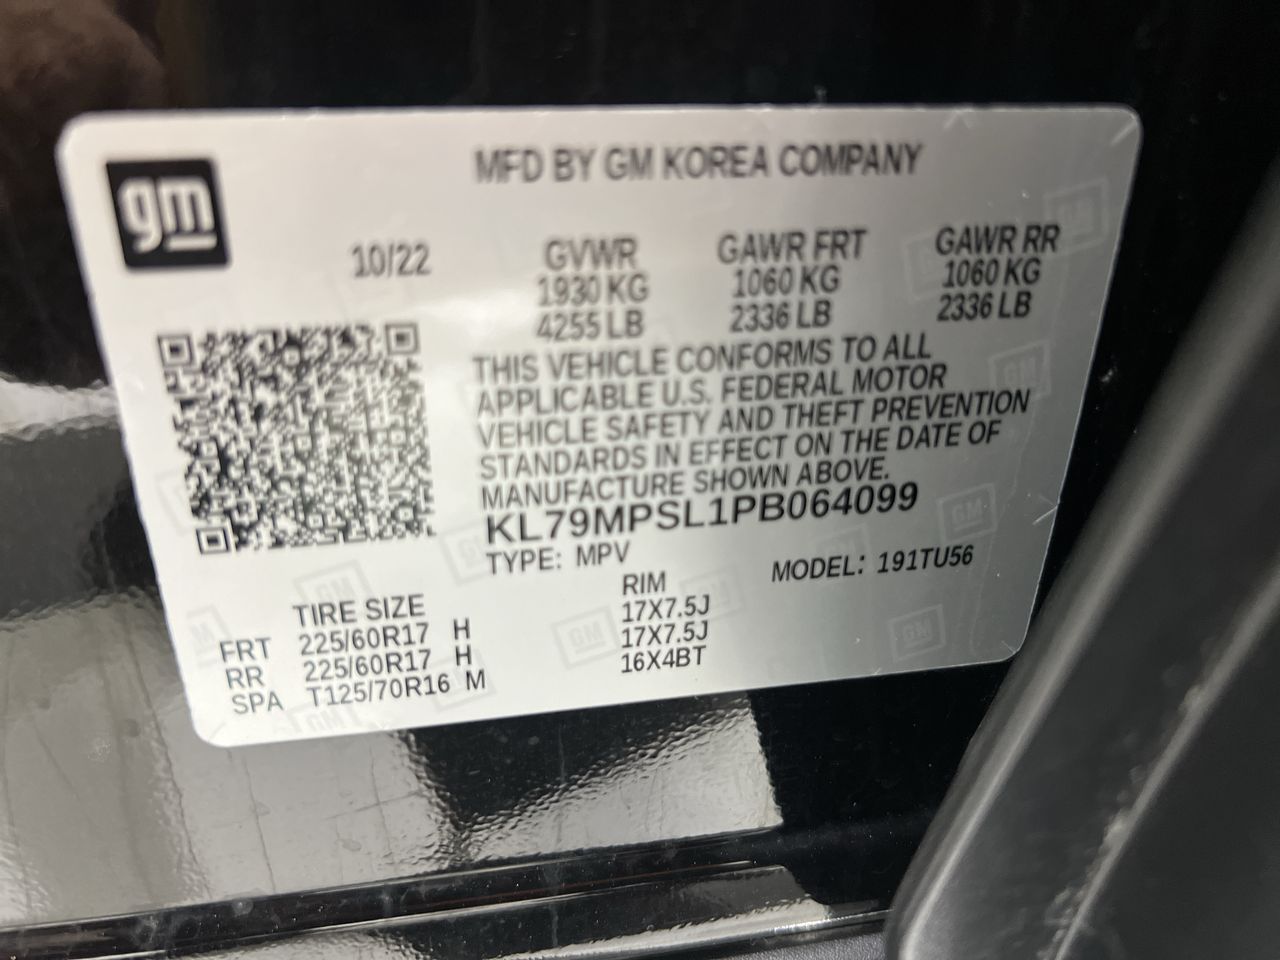 gm
MFD BY GM KOREA COMPANY
10/22
GVWR GAWR FRT GAWR RR
1930 KG 1060 KG 1060 KG
4255 LB 2336 LB 2336 LB
THIS VEHICLE CONFORMS TO ALL
APPLICABLE U.S. FEDERAL MOTOR
VEHICLE SAFETY AND THEFT PREVENTION
STANDARDS IN EFFECT ON THE DATE OF
MANUFACTURE SHOWN ABOVE.
KL79MPSL1PB064099
TYPE: MPV MODEL: 191TU56
TIRE SIZE RIM
FRT 225/60R17 H 17X7.5J
RR 225/60R17 H 17X7.5J
SPA T125/70R16 M 16X4BT